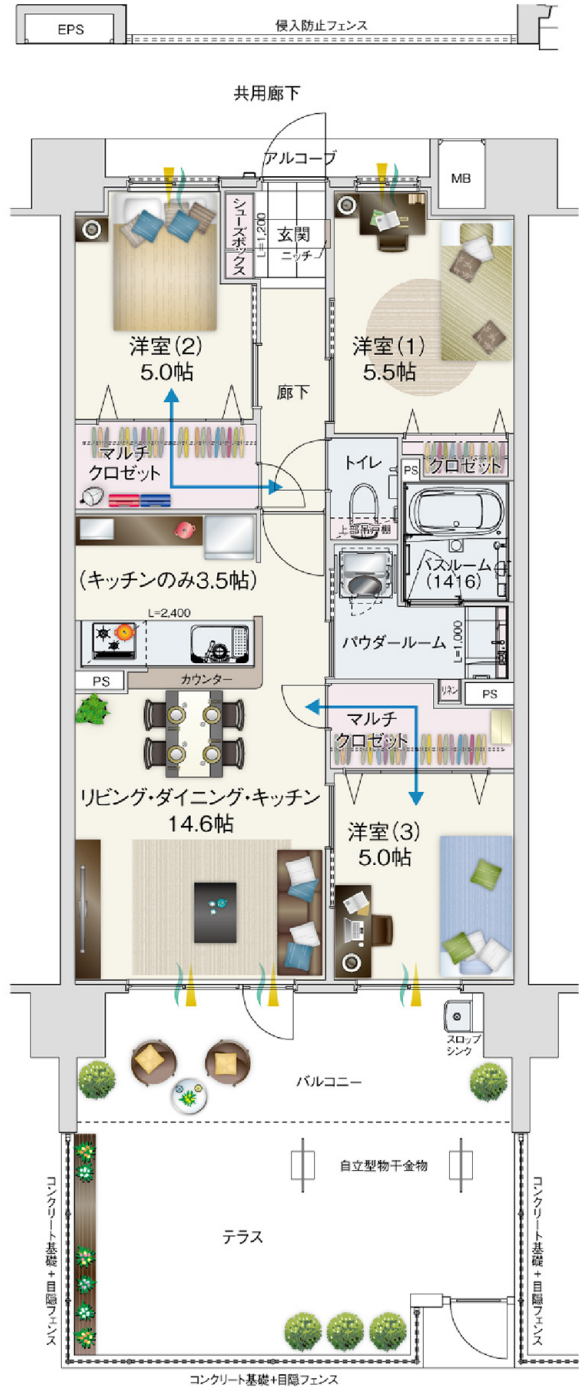 EPS
侵入防止フェンス
共用廊下
アルコーブ
MB
シューズボックス
L=1,200
玄関
ニッチ
洋室(2)
5.0帖
洋室(1)
5.5帖
廊下
マルチ
クロゼット
トイレ
PS
クロゼット
上部吊戸棚
バスルーム
(1416)
(キッチンのみ3.5帖)
L=2,400
パウダールーム
L=1,000
PS
カウンター
リネン
PS
マルチ
クロゼット
リビング・ダイニング・キッチン
14.6帖
洋室(3)
5.0帖
スロップ
シンク
バルコニー
自立型物干金物
テラス
コンクリート基礎+目隠フェンス
コンクリート基礎+目隠フェンス
コンクリート基礎+目隠フェンス